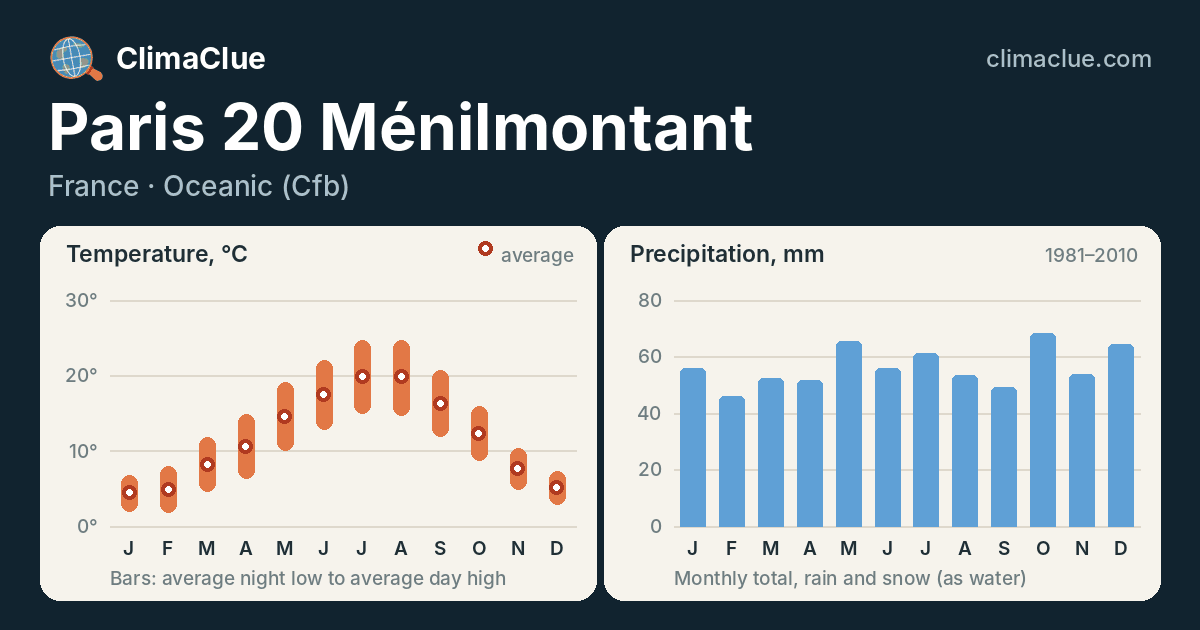 ClimaClue
climaclue.com
Paris 20 Ménilmontant
France · Oceanic (Cfb)
Temperature, °C
average
30°
20°
10°
0°
J F M A M J J A S O N D
Bars: average night low to average day high
Precipitation, mm
1981–2010
80
60
40
20
0
J F M A M J J A S O N D
Monthly total, rain and snow (as water)